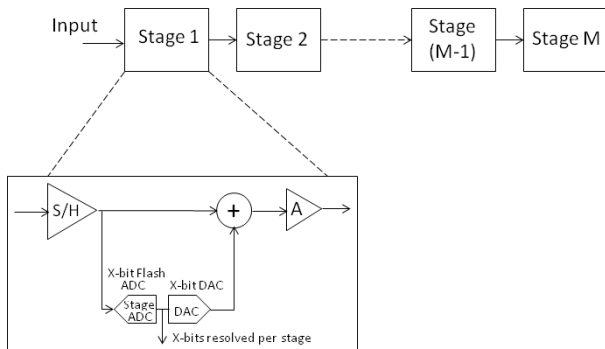 Input
Stage 1
Stage 2
Stage
(M-1)
Stage M
S/H
+
A
X-bit Flash
ADC
X-bit DAC
Stage
ADC
DAC
X-bits resolved per stage